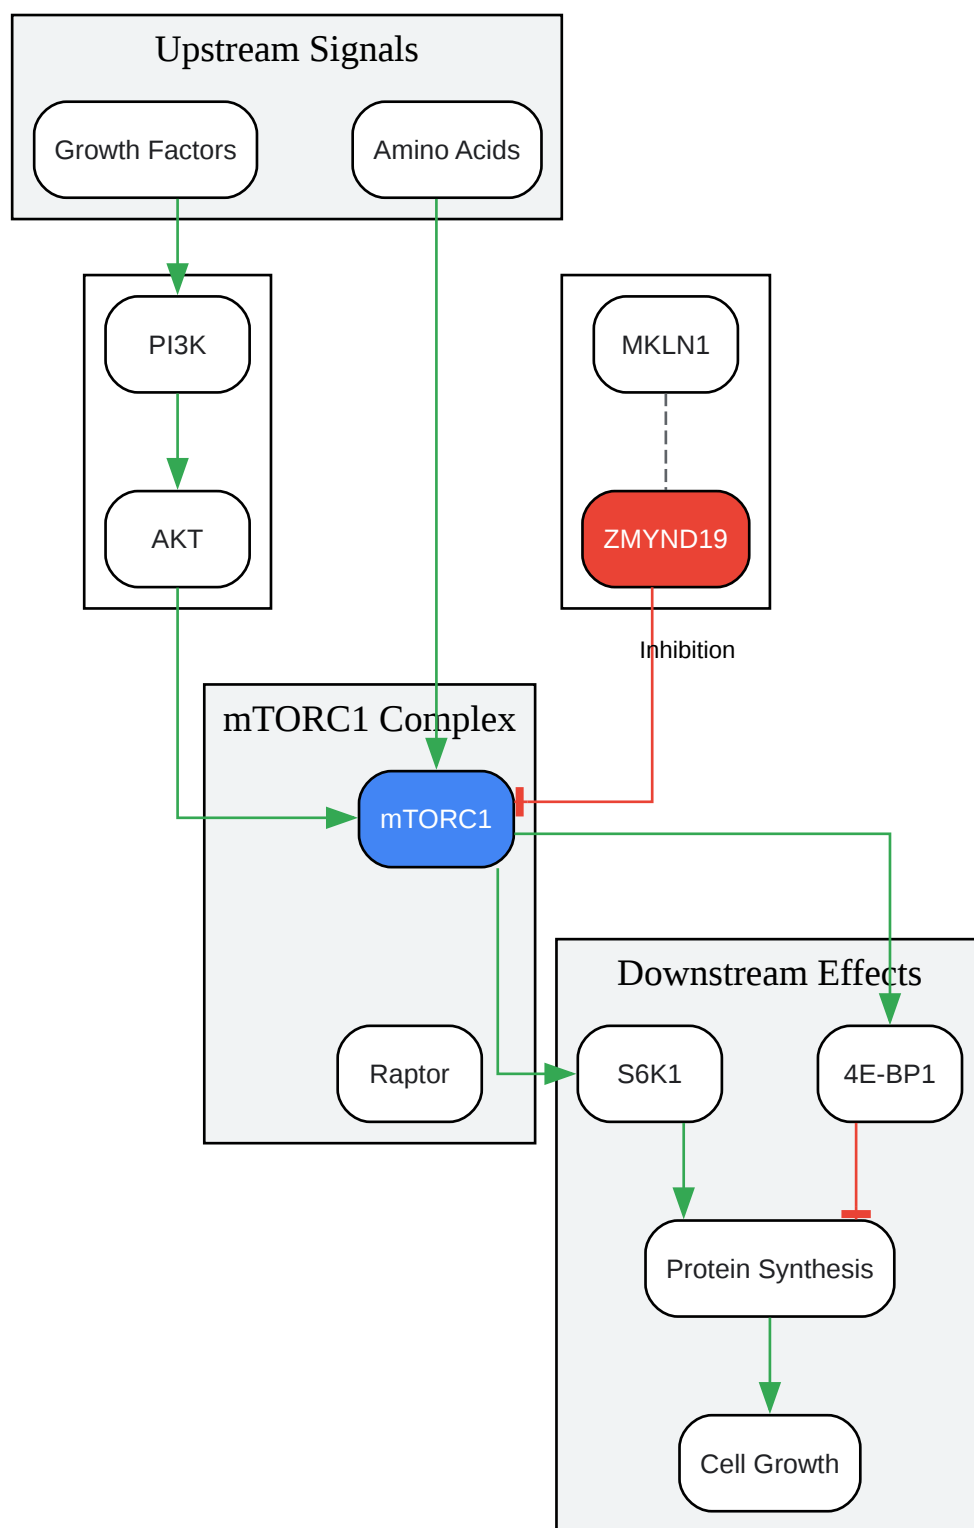 Upstream Signals
Growth Factors
Amino Acids
PI3K
MKLN1
AKT
ZMYND19
Inhibition
mTORC1 Complex
mTORC1
Downstream Effects
Raptor
S6K1
4E-BP1
Protein Synthesis
Cell Growth